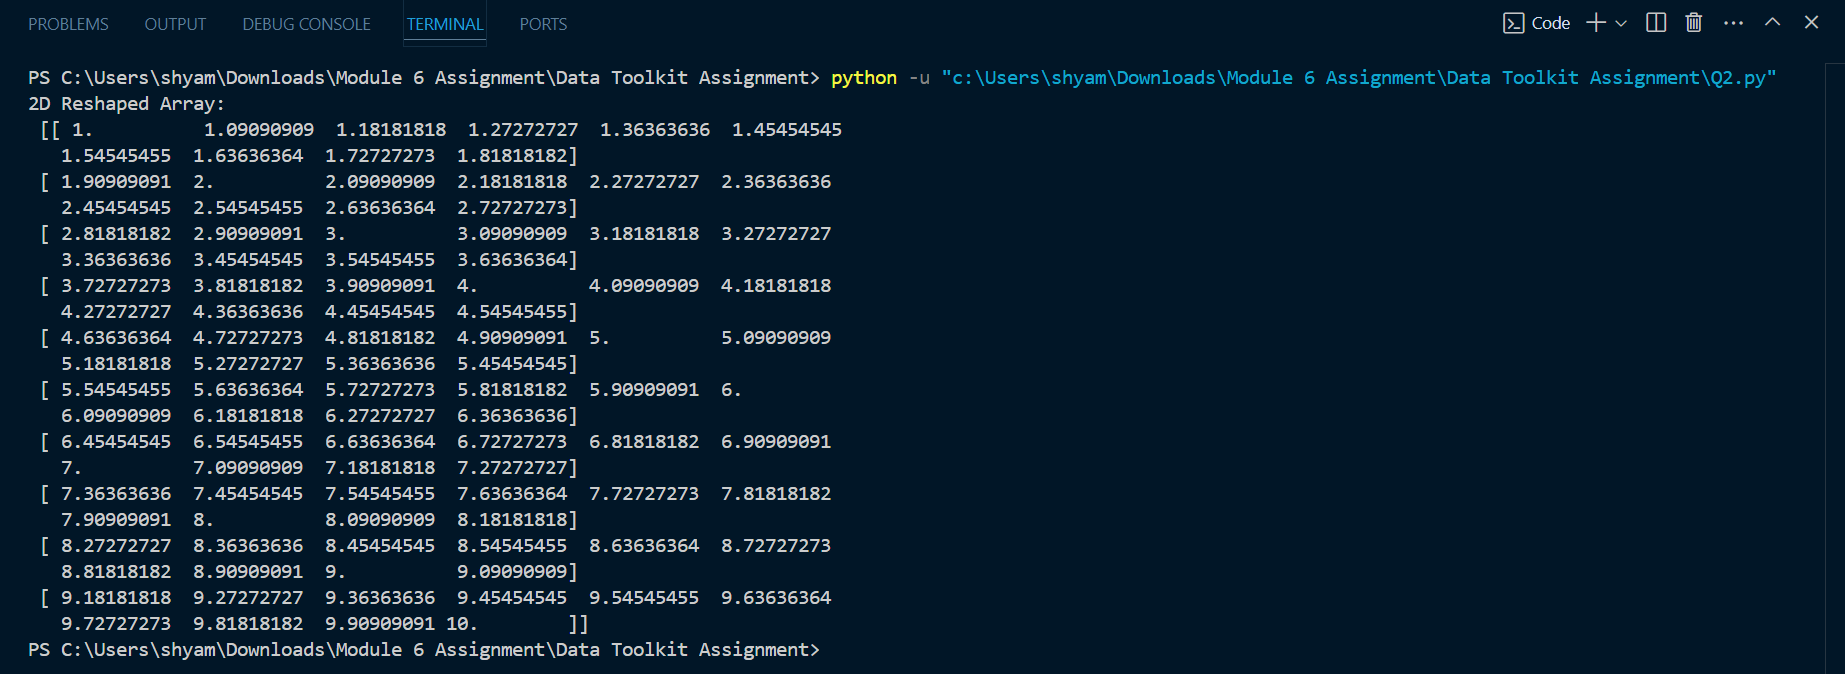 PROBLEMS OUTPUT DEBUG CONSOLE TERMINAL PORTS Code
PS C:\Users\shyam\Downloads\Module 6 Assignment\Data Toolkit Assignment> python -u "c:\Users\shyam\Downloads\Module 6 Assignment\Data Toolkit Assignment\Q2.py"
2D Reshaped Array:
 [[ 1.          1.09090909  1.18181818  1.27272727  1.36363636  1.45454545
   1.54545455  1.63636364  1.72727273  1.81818182]
 [ 1.90909091  2.          2.09090909  2.18181818  2.27272727  2.36363636
   2.45454545  2.54545455  2.63636364  2.72727273]
 [ 2.81818182  2.90909091  3.          3.09090909  3.18181818  3.27272727
   3.36363636  3.45454545  3.54545455  3.63636364]
 [ 3.72727273  3.81818182  3.90909091  4.          4.09090909  4.18181818
   4.27272727  4.36363636  4.45454545  4.54545455]
 [ 4.63636364  4.72727273  4.81818182  4.90909091  5.          5.09090909
   5.18181818  5.27272727  5.36363636  5.45454545]
 [ 5.54545455  5.63636364  5.72727273  5.81818182  5.90909091  6.
   6.09090909  6.18181818  6.27272727  6.36363636]
 [ 6.45454545  6.54545455  6.63636364  6.72727273  6.81818182  6.90909091
   7.          7.09090909  7.18181818  7.27272727]
 [ 7.36363636  7.45454545  7.54545455  7.63636364  7.72727273  7.81818182
   7.90909091  8.          8.09090909  8.18181818]
 [ 8.27272727  8.36363636  8.45454545  8.54545455  8.63636364  8.72727273
   8.81818182  8.90909091  9.          9.09090909]
 [ 9.18181818  9.27272727  9.36363636  9.45454545  9.54545455  9.63636364
   9.72727273  9.81818182  9.90909091 10.        ]]
PS C:\Users\shyam\Downloads\Module 6 Assignment\Data Toolkit Assignment>